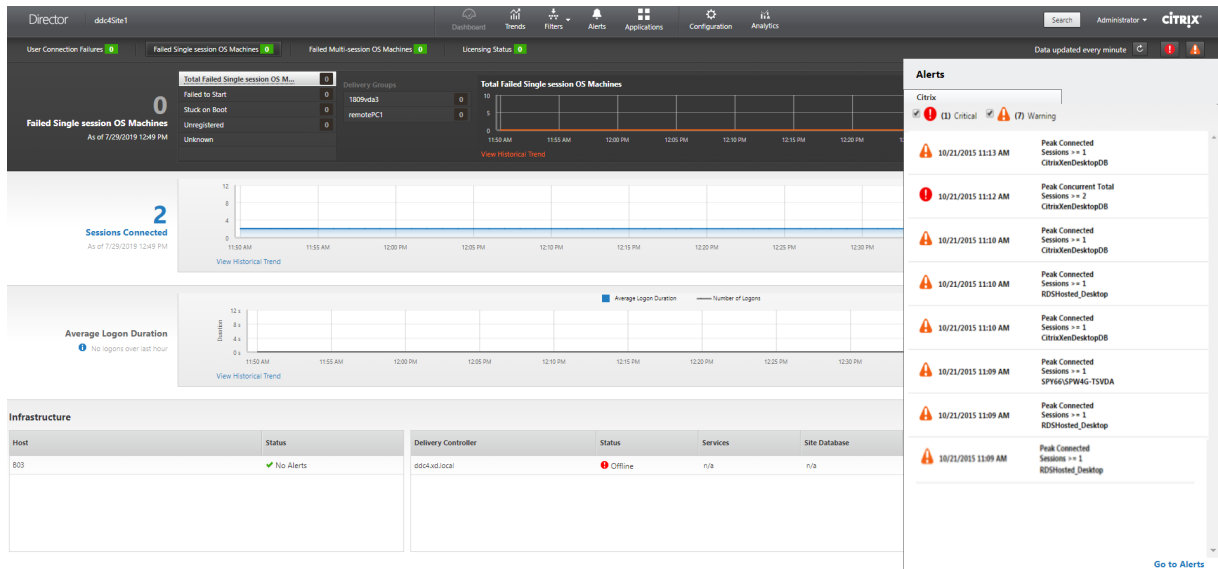 Director
ddc4Site1
Dashboard
Trends
Filters
Alerts
Applications
Configuration
Analytics
Search
Administrator
CITRIX
User Connection Failures 0
Failed Single session OS Machines 0
Failed Multi-session OS Machines 0
Licensing Status 0
Data updated every minute
0
Failed Single session OS Machines
As of 7/29/2019 12:49 PM
Total Failed Single session OS M... 0
Failed to Start 0
Stuck on Boot 0
Unregistered 0
Unknown
Delivery Groups
1809vda3 0
remotePC1 0
Total Failed Single session OS Machines
10
5
0
11:50 AM 11:55 AM 12:00 PM 12:05 PM 12:10 PM 12:15 PM 12:20 PM 12
View Historical Trend
2
Sessions Connected
As of 7/29/2019 12:49 PM
12
8
4
0
11:50 AM 11:55 AM 12:00 PM 12:05 PM 12:10 PM 12:15 PM 12:20 PM 12:25 PM 12:30 PM
View Historical Trend
Average Logon Duration
No logons over last hour
Average Logon Duration Number of Logons
Duration
12 s
8 s
4 s
0 s
11:50 AM 11:55 AM 12:00 PM 12:05 PM 12:10 PM 12:15 PM 12:20 PM 12:25 PM 12:30 PM
View Historical Trend
Infrastructure
Host Status
B03 No Alerts
Delivery Controller Status Services Site Database
ddc4.xd.local Offline n/a n/a
Alerts
Citrix
(1) Critical (7) Warning
10/21/2015 11:13 AM
Peak Connected
Sessions >= 1
CitrixXenDesktopDB
10/21/2015 11:12 AM
Peak Concurrent Total
Sessions >= 2
CitrixXenDesktopDB
10/21/2015 11:10 AM
Peak Connected
Sessions >= 1
CitrixXenDesktopDB
10/21/2015 11:10 AM
Peak Connected
Sessions >= 1
RDSHosted_Desktop
10/21/2015 11:10 AM
Peak Connected
Sessions >= 1
CitrixXenDesktopDB
10/21/2015 11:09 AM
Peak Connected
Sessions >= 1
SPY66\SPW4G-TSVDA
10/21/2015 11:09 AM
Peak Connected
Sessions >= 1
RDSHosted_Desktop
10/21/2015 11:09 AM
Peak Connected
Sessions >= 1
RDSHosted_Desktop
Go to Alerts